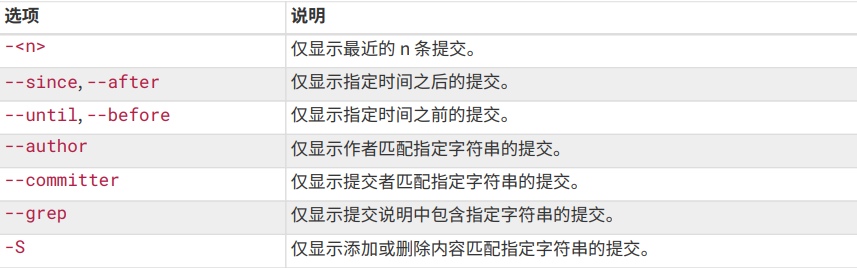 选项 说明
-<n> 仅显示最近的 n 条提交。
--since, --after 仅显示指定时间之后的提交。
--until, --before 仅显示指定时间之前的提交。
--author 仅显示作者匹配指定字符串的提交。
--committer 仅显示提交者匹配指定字符串的提交。
--grep 仅显示提交说明中包含指定字符串的提交。
-S 仅显示添加或删除内容匹配指定字符串的提交。